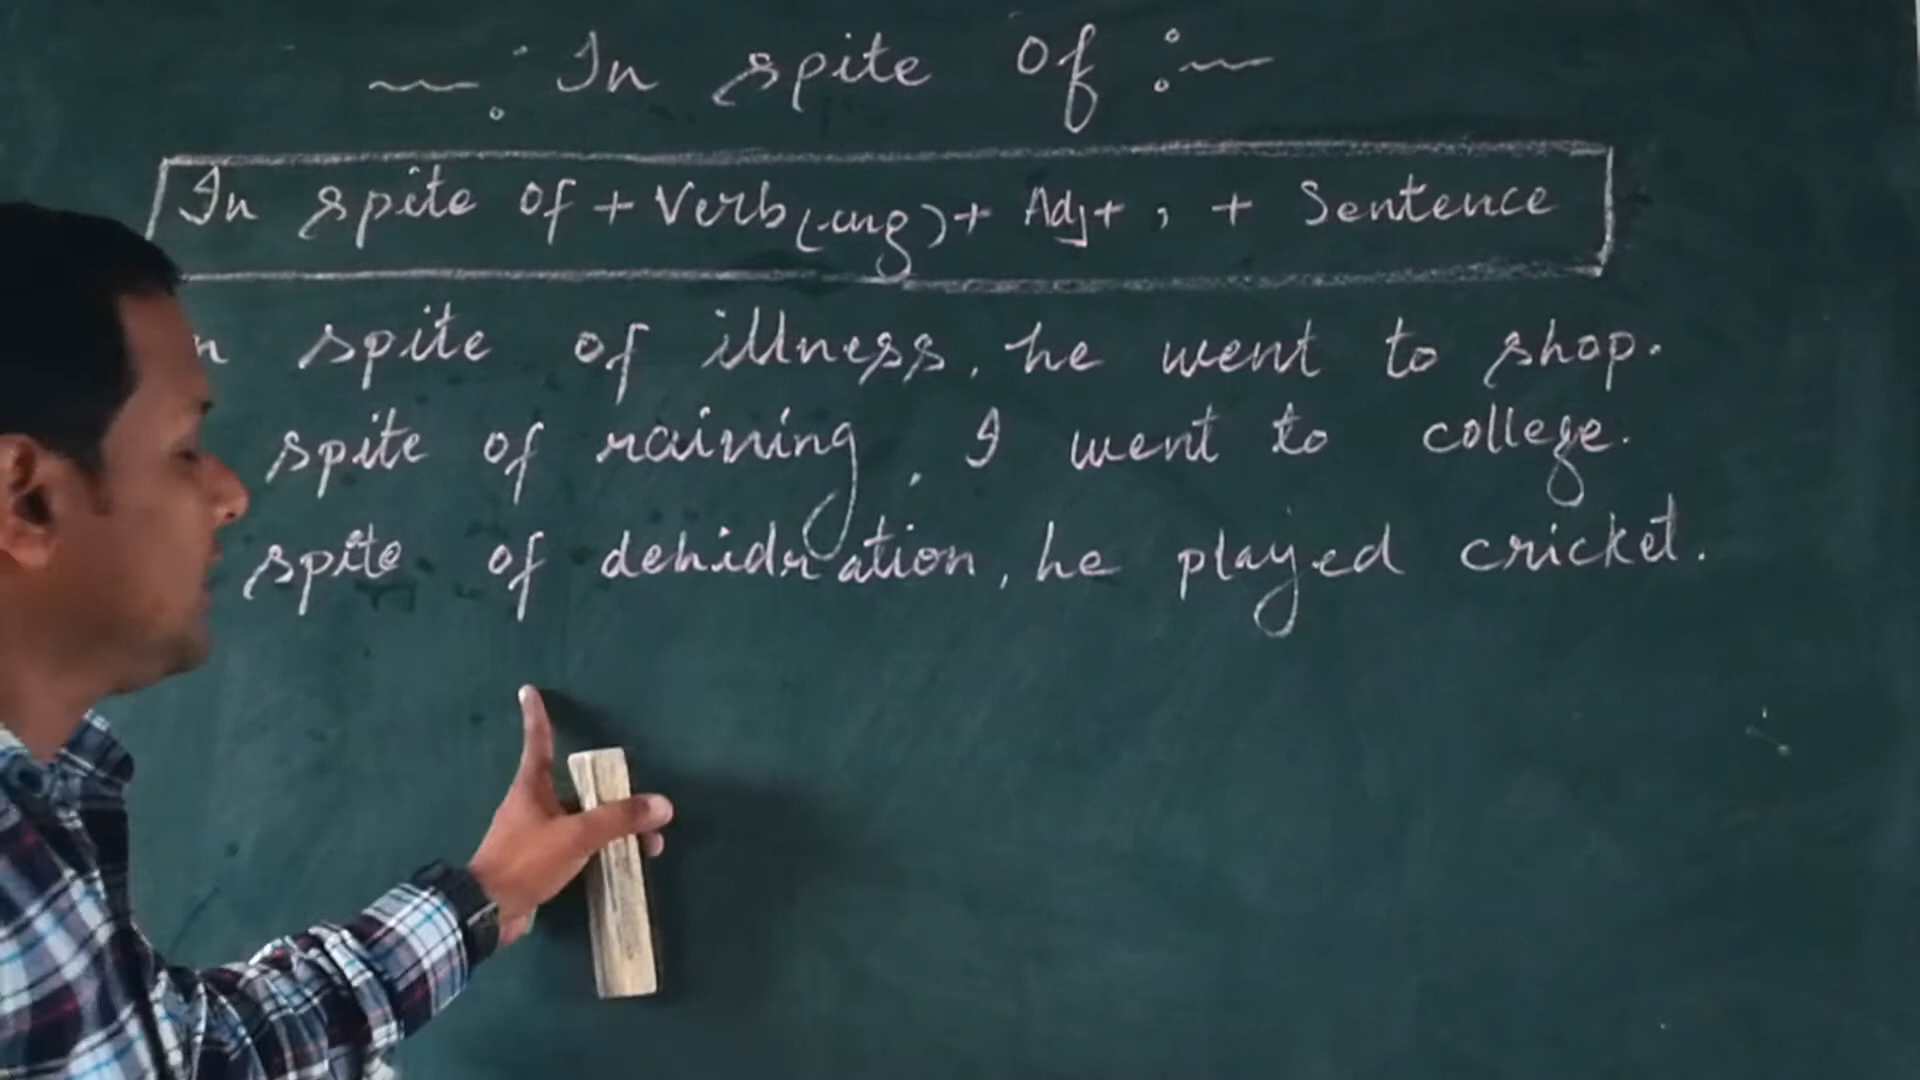 In spite of :~
In spite of + Verb(-ing) + Adj + , + Sentence
n spite of illness, he went to shop.
spite of raining, I went to college.
spite of dehidration, he played cricket.